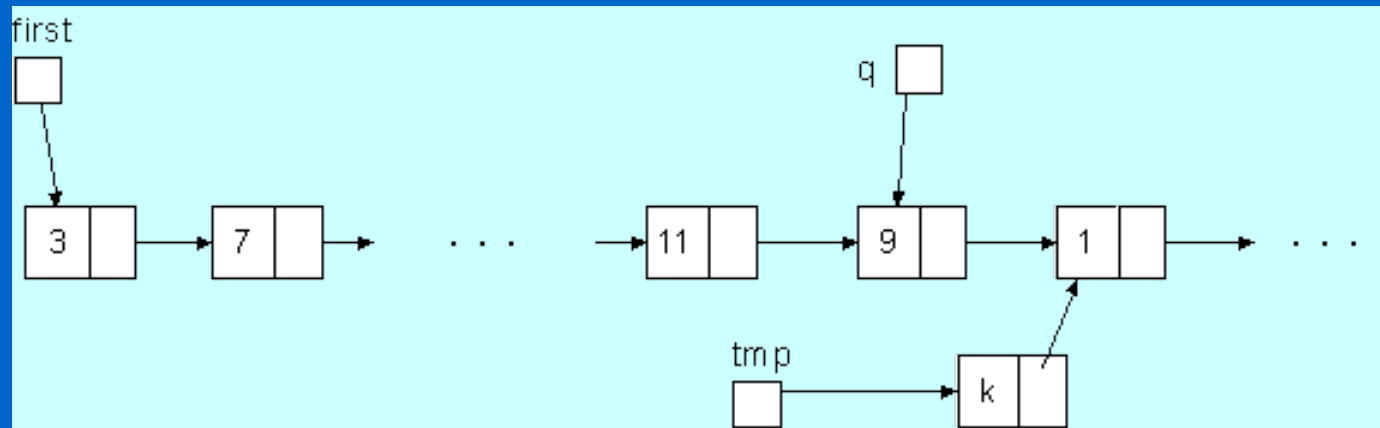 first
q
3 7 . . . 11 9 1 . . .
tmp
k